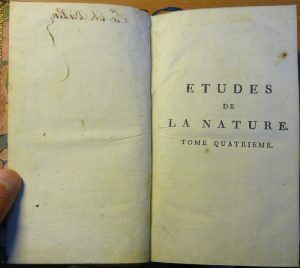 ETUDES
DE
LA NATURE.
TOME QUATRIEME.